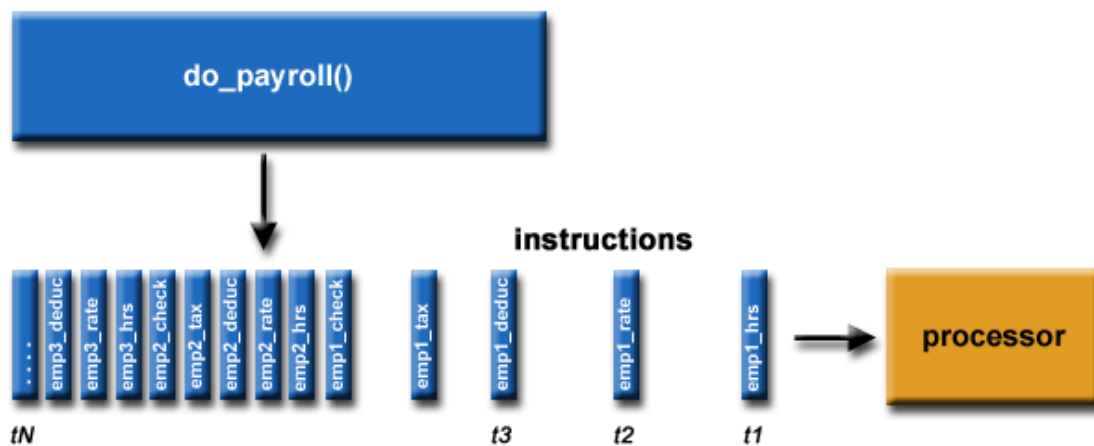 do_payroll()
instructions
....
emp3_deduc
emp3_rate
emp3_hrs
emp2_check
emp2_tax
emp2_deduc
emp2_rate
emp2_hrs
emp1_check
emp1_tax
emp1_deduc
emp1_rate
emp1_hrs
processor
tN
t3
t2
t1